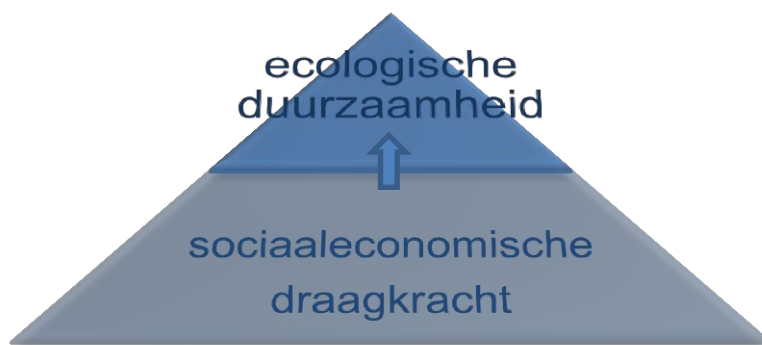 ecologische
duurzaamheid
sociaaleconomische
draagkracht